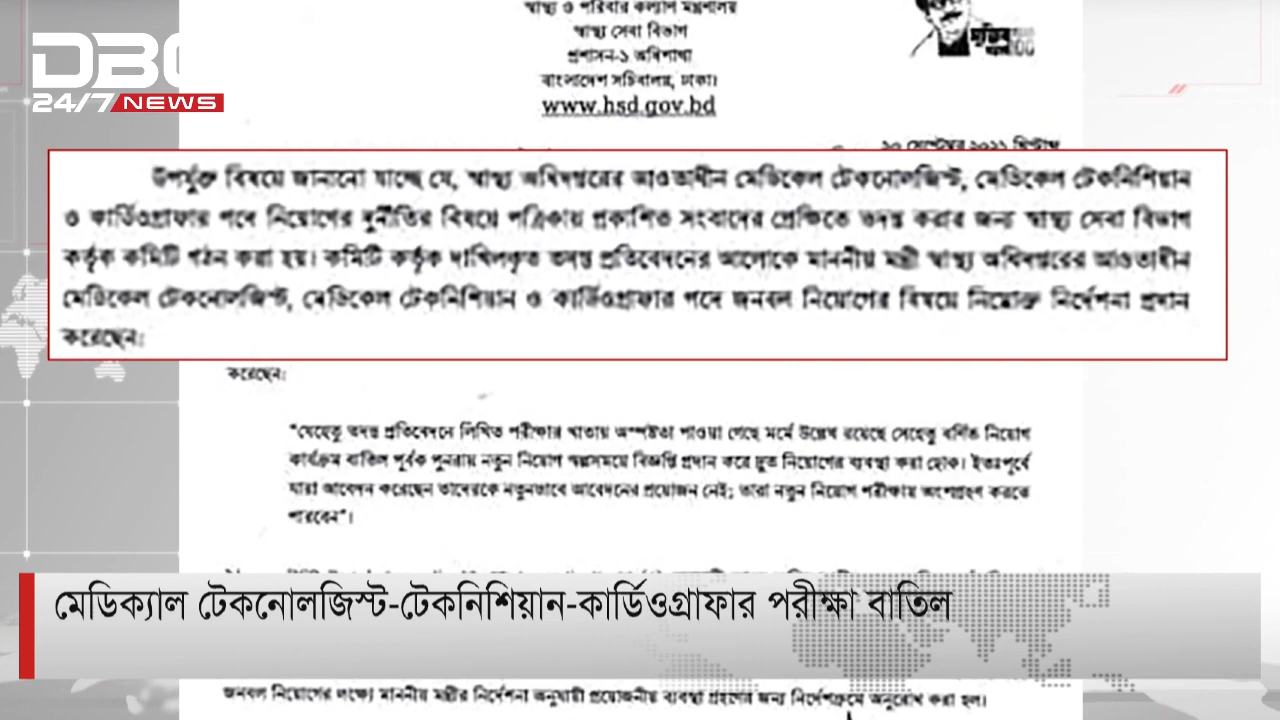 স্বাস্থ্য ও পরিবার কল্যাণ মন্ত্রণালয়
স্বাস্থ্য সেবা বিভাগ
প্রশাসন-১ অধিশাখা
বাংলাদেশ সচিবালয়, ঢাকা।
www.hsd.gov.bd
DBC
24/7 NEWS
উপর্যুক্ত বিষয়ে জানানো যাচ্ছে যে, স্বাস্থ্য অধিদপ্তরের আওতাধীন মেডিকেল টেকনোলজিস্ট, মেডিকেল টেকনিশিয়ান
ও কার্ডিওগ্রাফার পদে নিয়োগের দুর্নীতির বিষয়ে পত্রিকায় প্রকাশিত সংবাদের প্রেক্ষিতে তদন্ত করার জন্য স্বাস্থ্য সেবা বিভাগ
কর্তৃক কমিটি গঠন করা হয়। কমিটি কর্তৃক দাখিলকৃত তদন্ত প্রতিবেদনের আলোকে মাননীয় মন্ত্রী স্বাস্থ্য অধিদপ্তরের আওতাধীন
মেডিকেল টেকনোলজিস্ট, মেডিকেল টেকনিশিয়ান ও কার্ডিওগ্রাফার পদে জনবল নিয়োগের বিষয়ে নিম্নোক্ত নির্দেশনা প্রদান
করেছেন:
করেছেন:
"যেহেতু তদন্ত প্রতিবেদনে লিখিত পরীক্ষার খাতায় অস্পষ্টতা পাওয়া গেছে মর্মে উল্লেখ রয়েছে সেহেতু বর্ণিত নিয়োগ
কার্যক্রম বাতিল পূর্বক পুনরায় নতুন নিয়োগ স্বল্পসময়ে বিজ্ঞপ্তি প্রদান করে দ্রুত নিয়োগের ব্যবস্থা করা হোক। ইতঃপূর্বে
যারা আবেদন করেছেন তাদেরকে নতুনভাবে আবেদনের প্রয়োজন নেই; তারা নতুন নিয়োগ পরীক্ষায় অংশগ্রহণ করতে
পারবেন"।
মেডিক্যাল টেকনোলজিস্ট-টেকনিশিয়ান-কার্ডিওগ্রাফার পরীক্ষা বাতিল
জনবল নিয়োগের লক্ষ্যে মাননীয় মন্ত্রীর নির্দেশনা অনুযায়ী প্রয়োজনীয় ব্যবস্থা গ্রহণের জন্য নির্দেশক্রমে অনুরোধ করা হল।